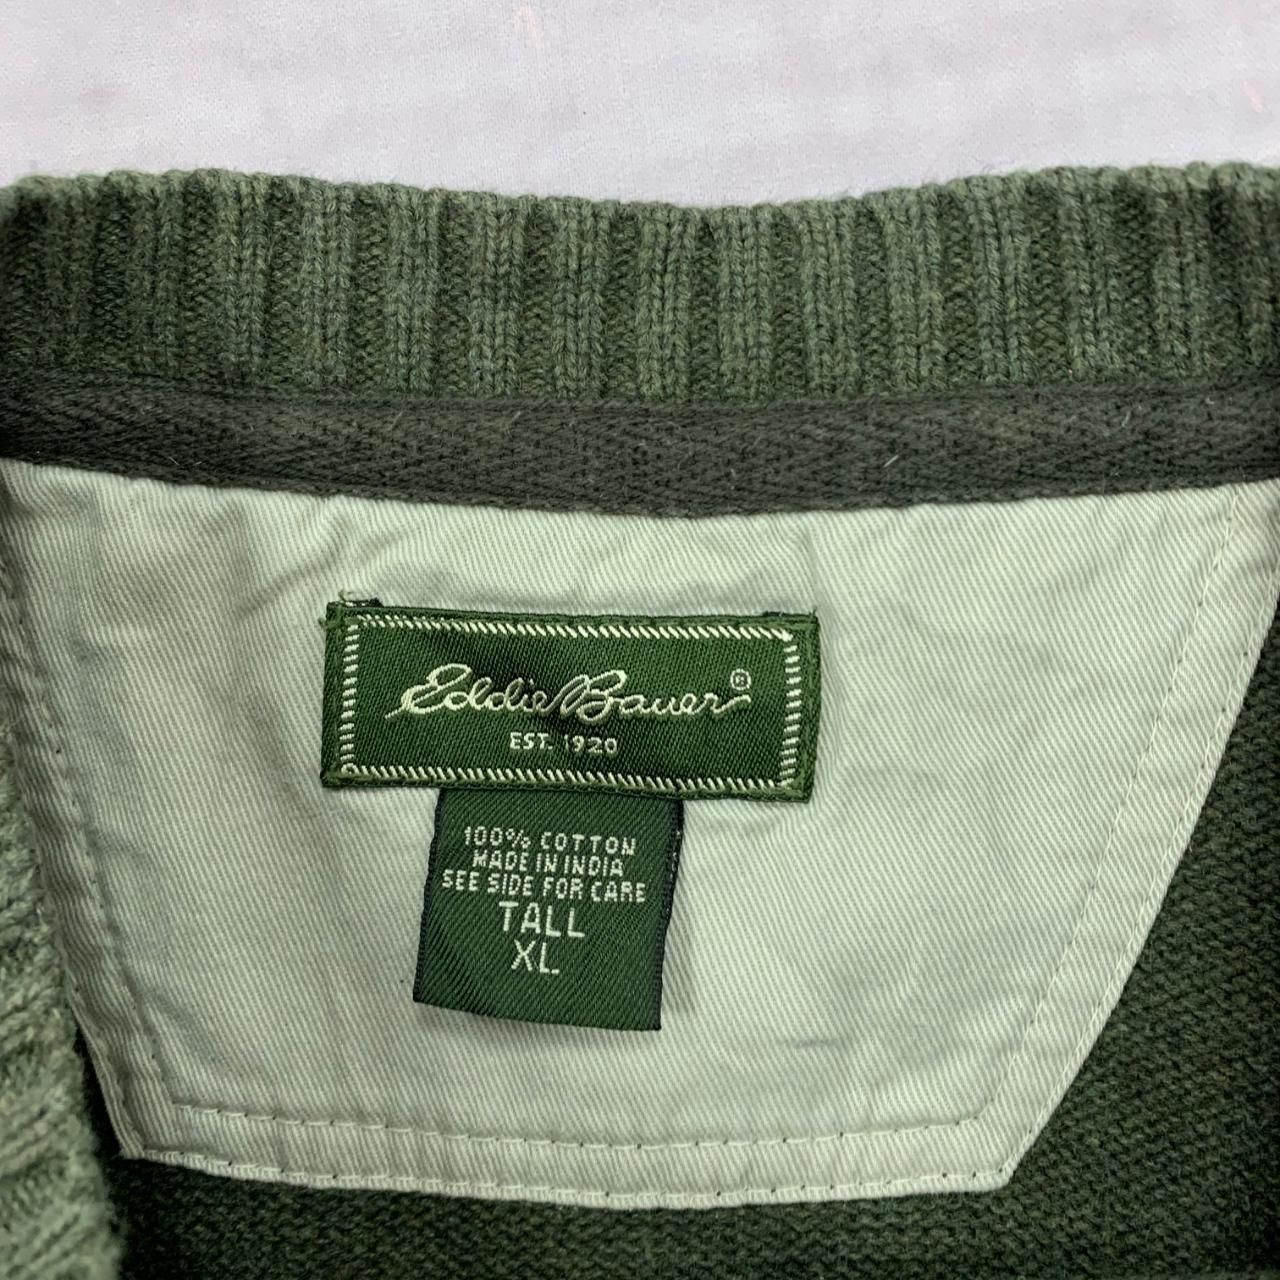 Eddie Bauer®
EST. 1920
100% COTTON
MADE IN INDIA
SEE SIDE FOR CARE
TALL
XL